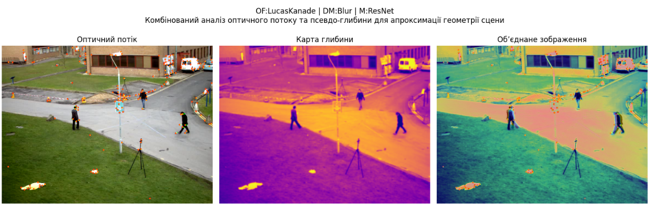 OF:LucasKanade | DM:Blur | M:ResNet
Комбінований аналіз оптичного потоку та псевдо-глибини для апроксимації геометрії сцени
Оптичний потік
Карта глибини
Об'єднане зображення